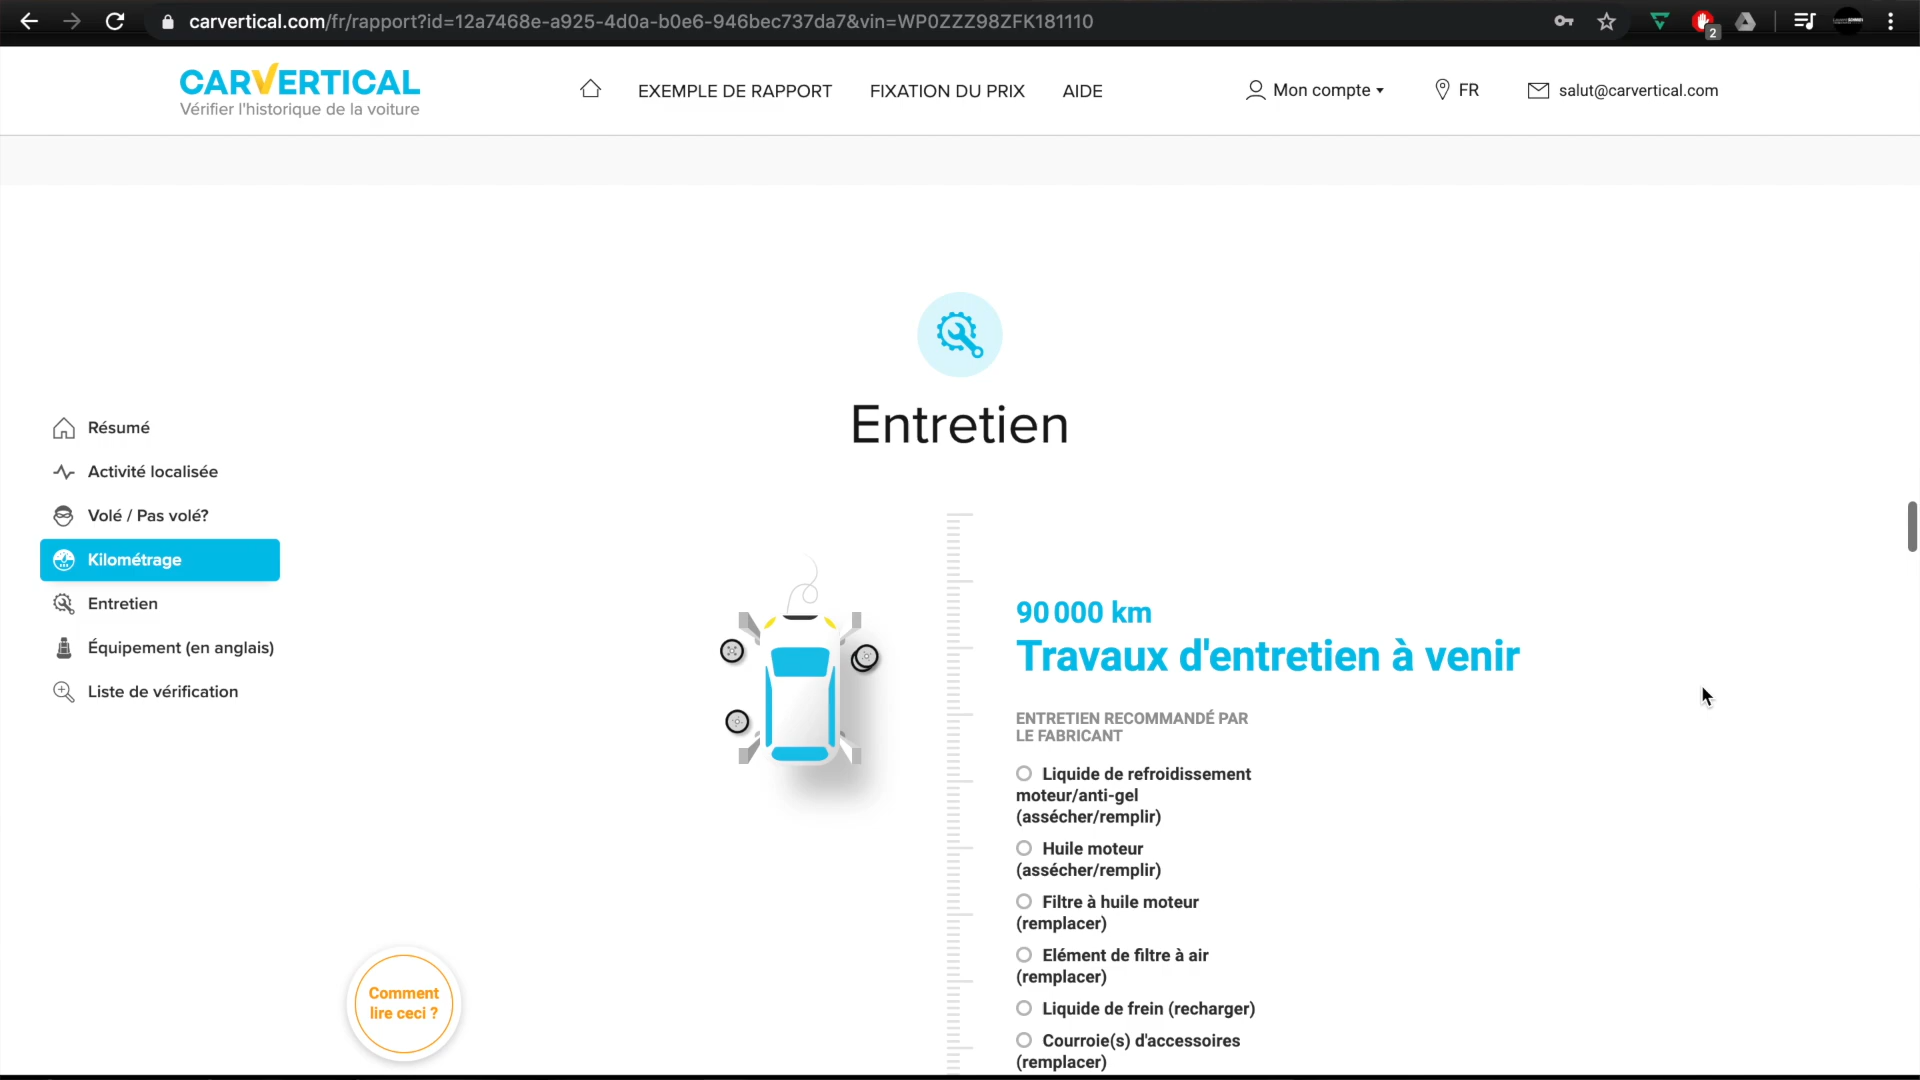 carvertical.com/fr/rapport?id=12a7468e-a925-4d0a-b0e6-946bec737da7&vin=WP0ZZZ98ZFK181110
2
CARVERTICAL
Vérifier l'historique de la voiture
EXEMPLE DE RAPPORT
FIXATION DU PRIX
AIDE
Mon compte
FR
salut@carvertical.com
Entretien
Résumé
Activité localisée
Volé / Pas volé?
Kilométrage
Entretien
Équipement (en anglais)
Liste de vérification
90 000 km
Travaux d'entretien à venir
ENTRETIEN RECOMMANDÉ PAR
LE FABRICANT
Liquide de refroidissement
moteur/anti-gel
(assécher/remplir)
Huile moteur
(assécher/remplir)
Filtre à huile moteur
(remplacer)
Elément de filtre à air
(remplacer)
Liquide de frein (recharger)
Courroie(s) d'accessoires
(remplacer)
Comment
lire ceci ?